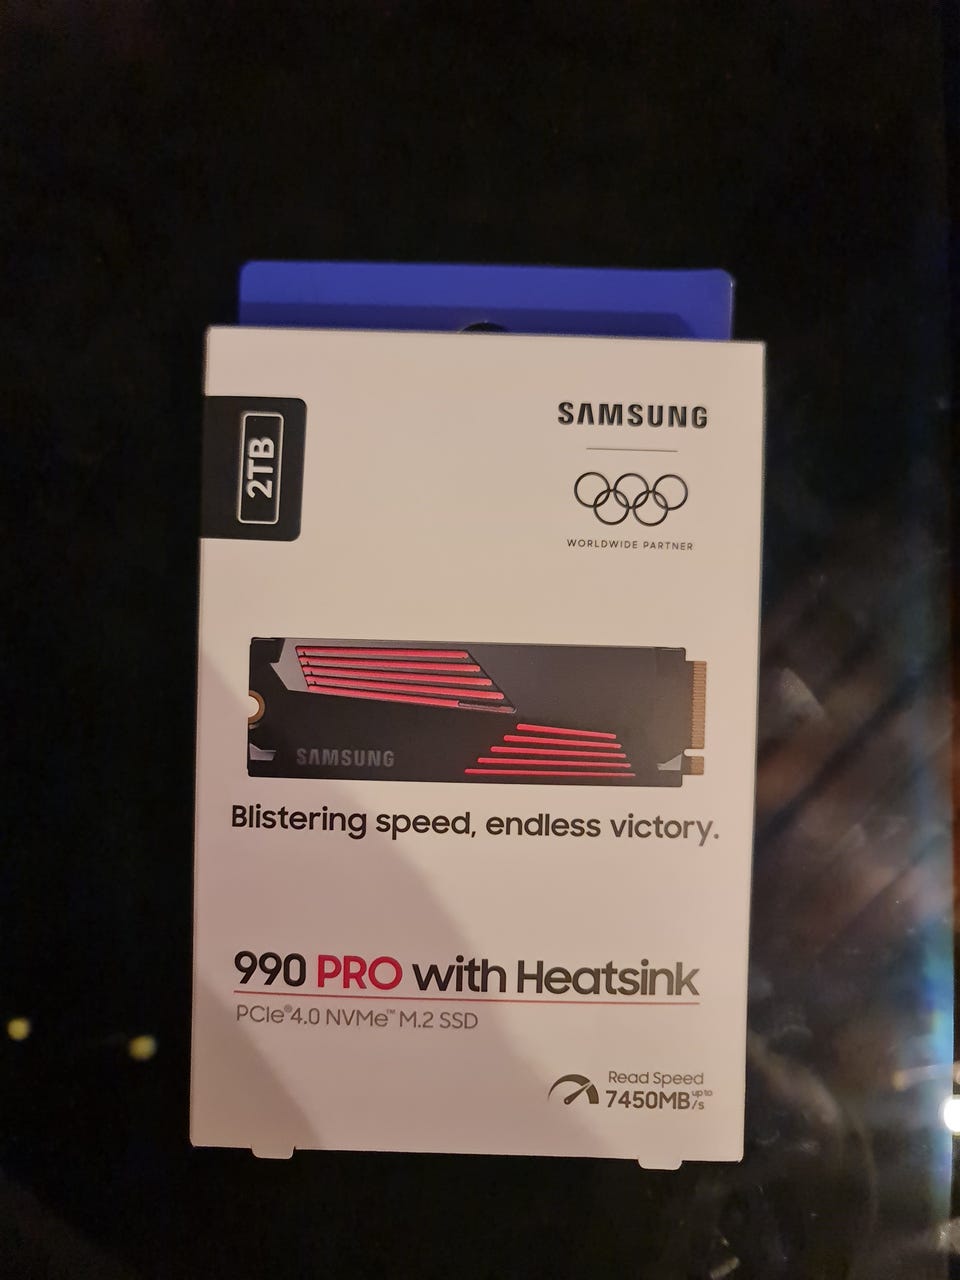 2TB
SAMSUNG
WORLDWIDE PARTNER
SAMSUNG
Blistering speed, endless victory.
990 PRO with Heatsink
PCIe®4.0 NVMe™ M.2 SSD
Read Speed
7450MB/s up to